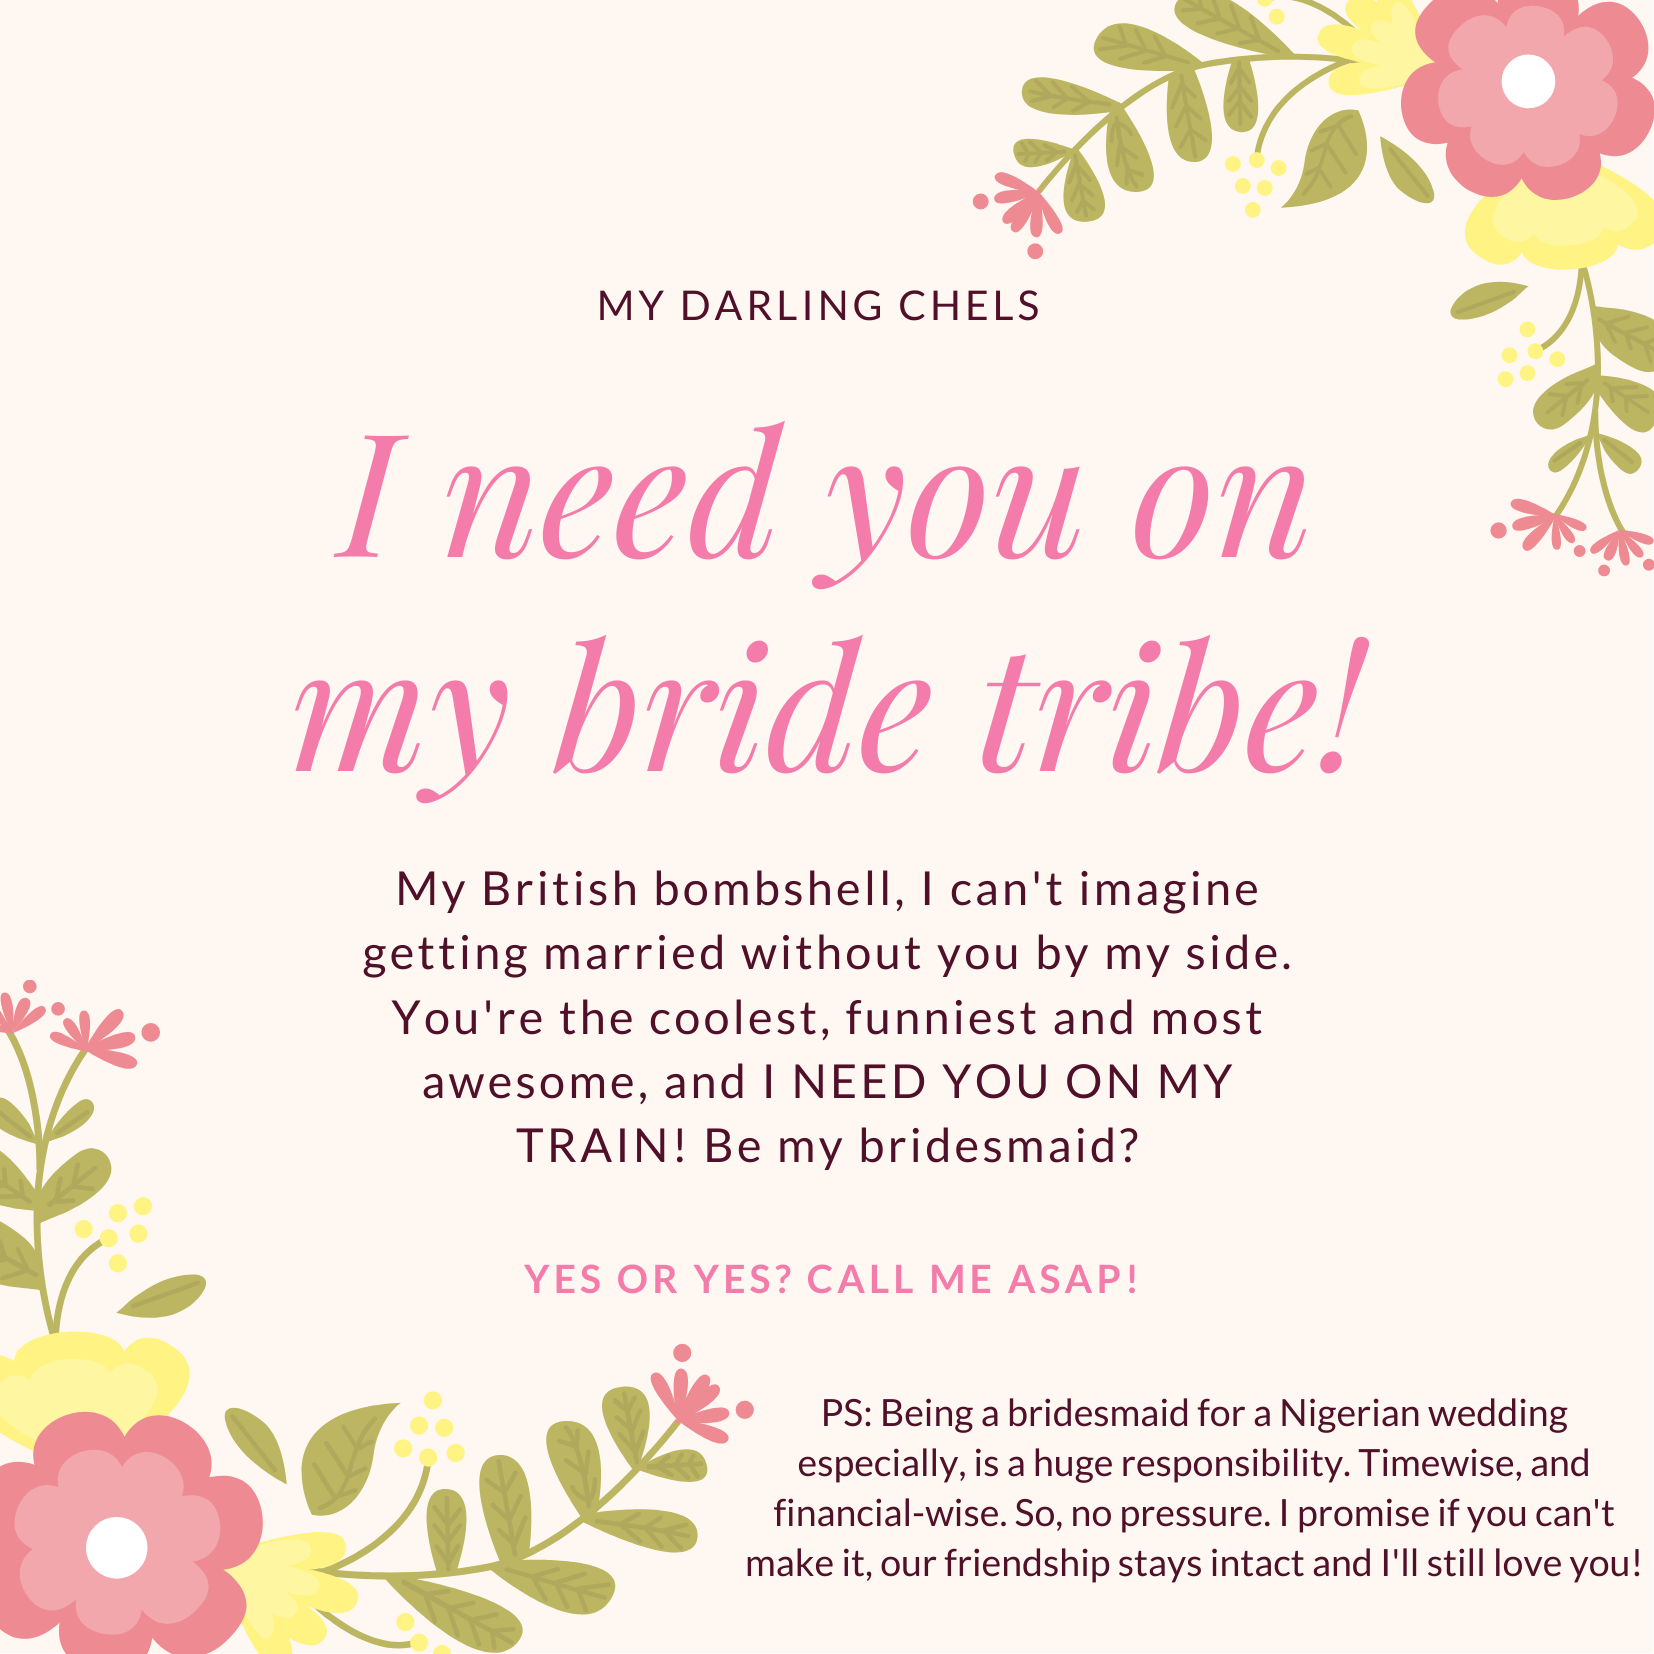 MY DARLING CHELS
I need you on
my bride tribe!
My British bombshell, I can't imagine
getting married without you by my side.
You're the coolest, funniest and most
awesome, and I NEED YOU ON MY
TRAIN! Be my bridesmaid?
YES OR YES? CALL ME ASAP!
PS: Being a bridesmaid for a Nigerian wedding
especially, is a huge responsibility. Timewise, and
financial-wise. So, no pressure. I promise if you can't
make it, our friendship stays intact and I'll still love you!